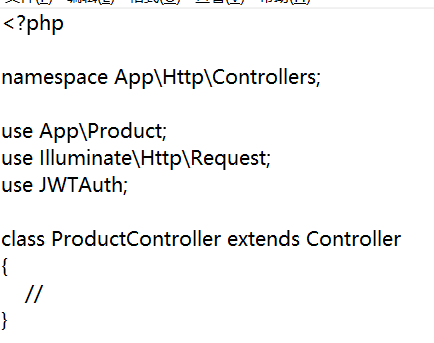 <?php
namespace App\Http\Controllers;
use App\Product;
use Illuminate\Http\Request;
use JWTAuth;
class ProductController extends Controller
{
//
}